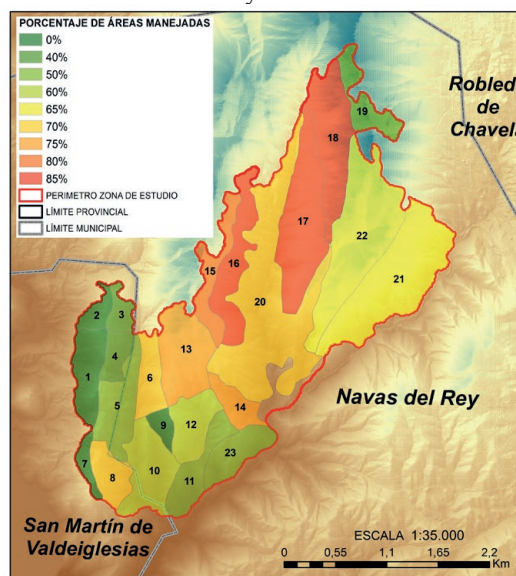 PORCENTAJE DE ÁREAS MANEJADAS
0%
40%
50%
60%
65%
70%
75%
80%
85%
PERIMETRO ZONA DE ESTUDIO
LÍMITE PROVINCIAL
LÍMITE MUNICIPAL
Robledo
de
Chavela
19
18
17
22
16
15
21
20
2
3
13
4
6
1
Navas del Rey
5
14
9
12
23
7
8
10
11
San Martín de
Valdeiglesias
ESCALA 1:35.000
0 0,55 1,1 1,65 2,2
Km